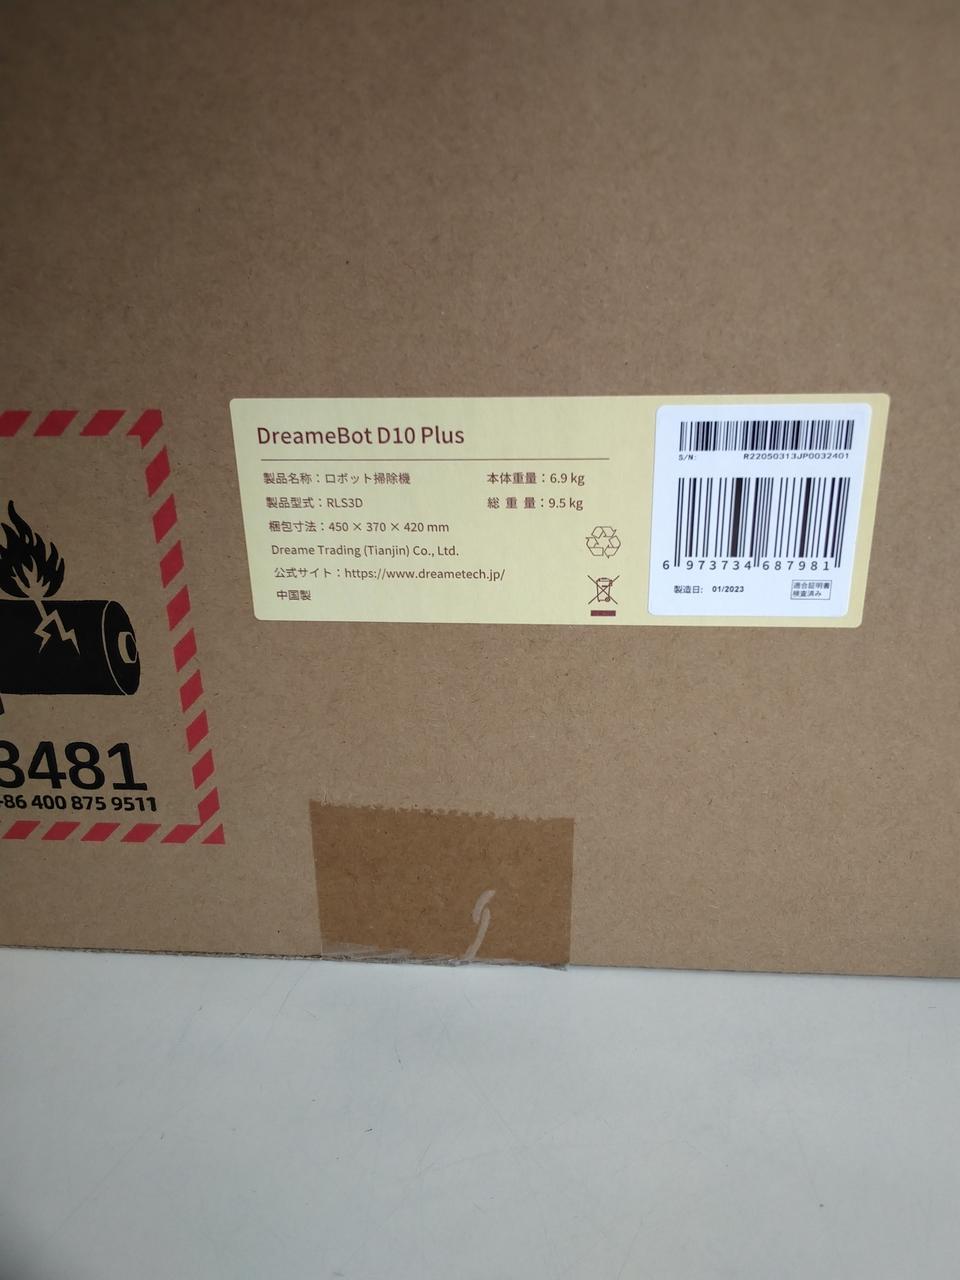 DreameBot D10 Plus
製品名称：ロボット掃除機
本体重量：6.9 kg
製品型式：RLS3D
総 重 量：9.5 kg
梱包寸法：450 × 370 × 420 mm
Dreame Trading (Tianjin) Co., Ltd.
公式サイト：https://www.dreametech.jp/
中国製
S/N: R22050313JP0032401
6 973734 687981
製造日: 01/2023
適合証明書
検査済み
3481
+86 400 875 9511